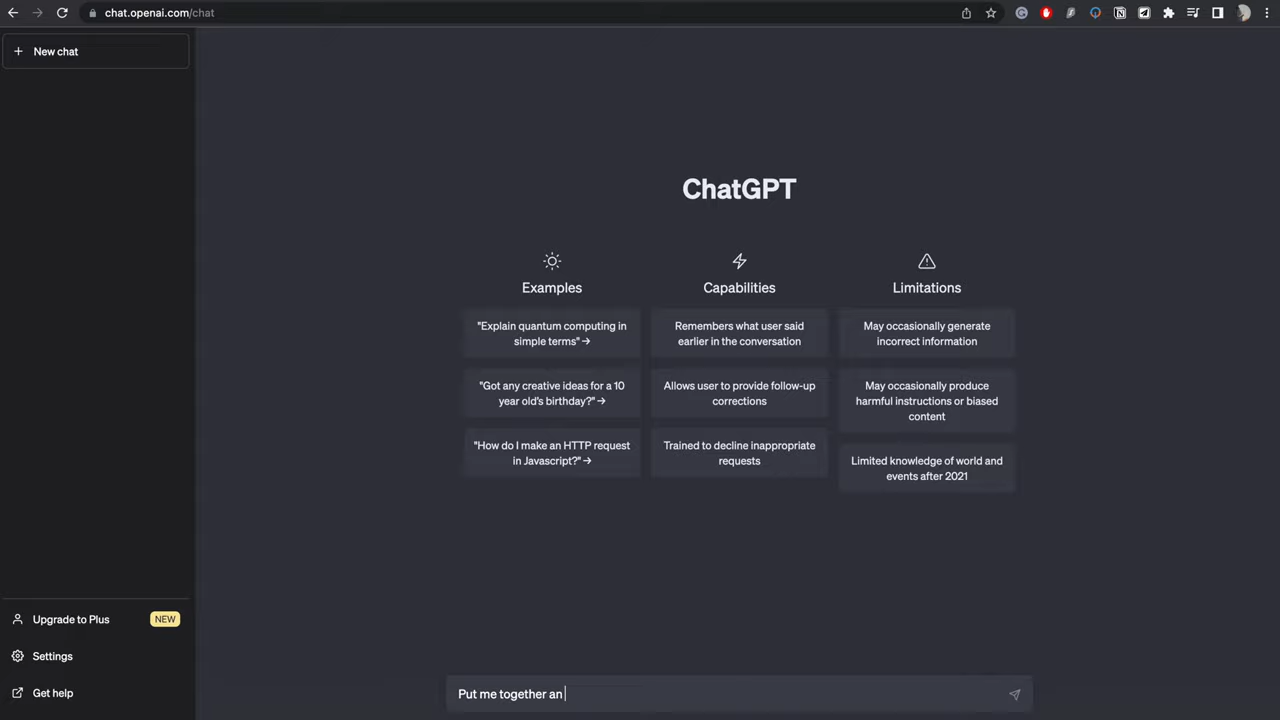 chat.openai.com/chat
New chat
ChatGPT
Examples
"Explain quantum computing in
simple terms" →
"Got any creative ideas for a 10
year old's birthday?" →
"How do I make an HTTP request
in Javascript?" →
Capabilities
Remembers what user said
earlier in the conversation
Allows user to provide follow-up
corrections
Trained to decline inappropriate
requests
Limitations
May occasionally generate
incorrect information
May occasionally produce
harmful instructions or biased
content
Limited knowledge of world and
events after 2021
Upgrade to Plus NEW
Settings
Get help
Put me together an